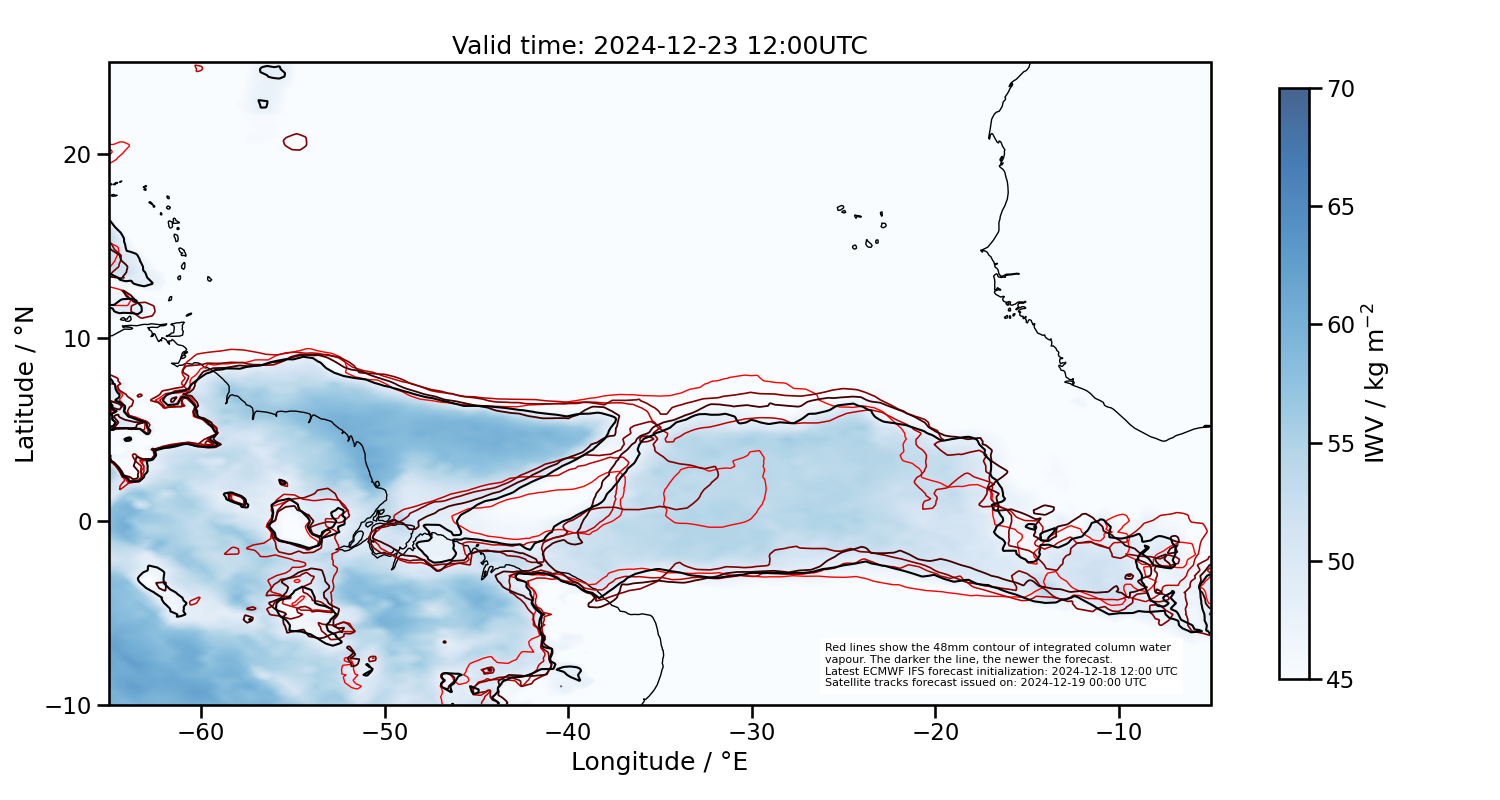 Valid time: 2024-12-23 12:00UTC
20
10
0
−10
Latitude / °N
−60
−50
−40
−30
−20
−10
Longitude / °E
Red lines show the 48mm contour of integrated column water
vapour. The darker the line, the newer the forecast.
Latest ECMWF IFS forecast initialization: 2024-12-18 12:00 UTC
Satellite tracks forecast issued on: 2024-12-19 00:00 UTC
70
65
60
55
50
45
IWV / kg m⁻²